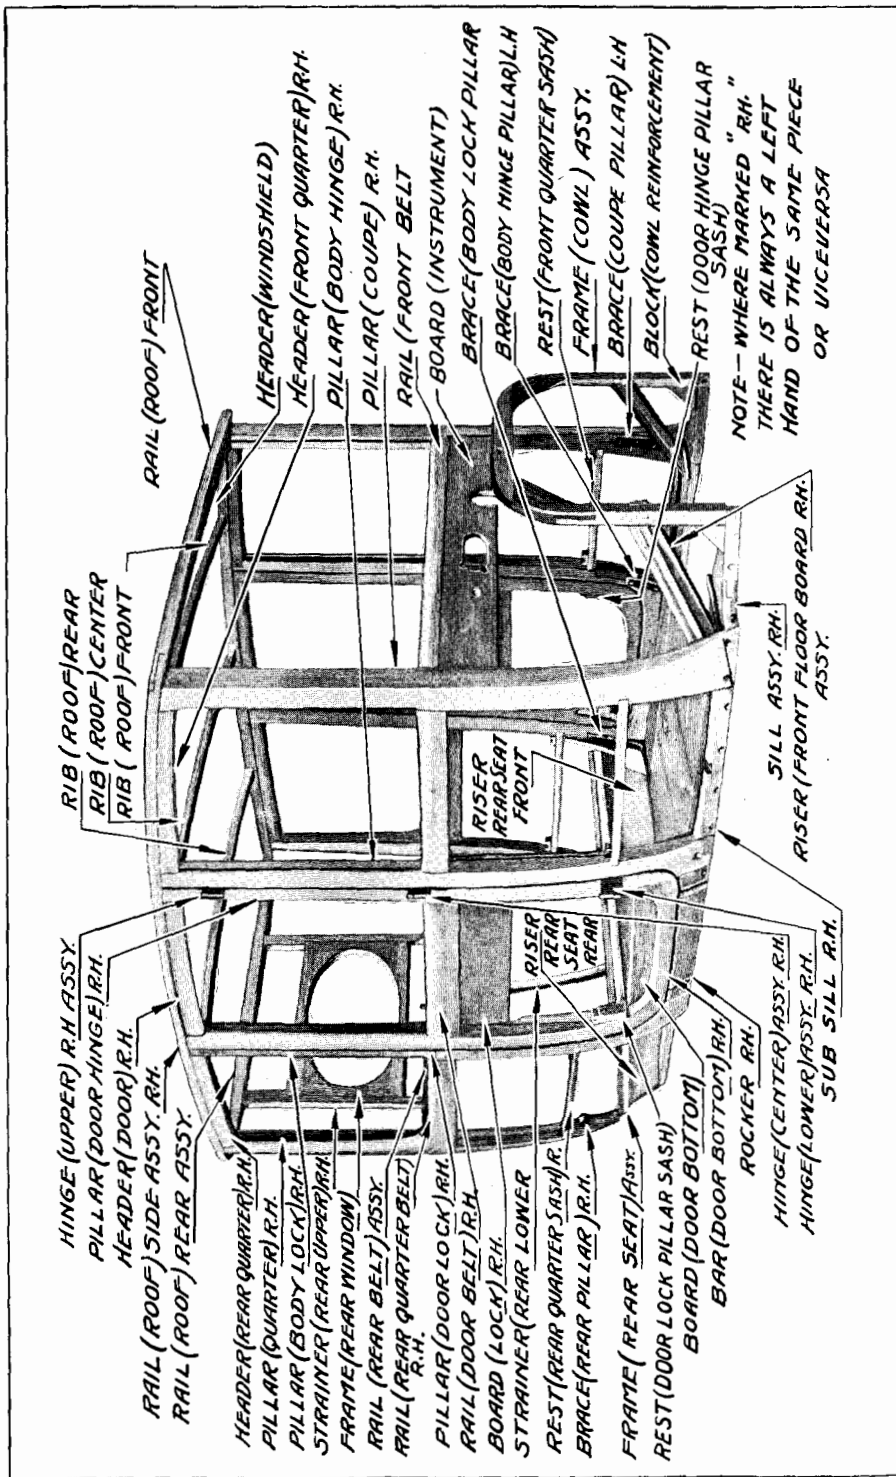 HINGE (UPPER) R.H ASSY.
PILLAR (DOOR HINGE) R.H.
HEADER (DOOR) R.H.
RAIL (ROOF) SIDE ASSY. R.H.
RAIL (ROOF) REAR ASSY.
RIB (ROOF) REAR
RIB (ROOF) CENTER
RIB (ROOF) FRONT
RAIL (ROOF) FRONT
HEADER (WINDSHIELD)
HEADER (FRONT QUARTER) R.H.
PILLAR (BODY HINGE) R.H.
PILLAR (COUPE) R.H.
RAIL (FRONT BELT
BOARD (INSTRUMENT)
BRACE (BODY LOCK PILLAR
BRACE (BODY HINGE PILLAR) L.H
REST (FRONT QUARTER SASH)
FRAME (COWL) ASSY.
BRACE (COUPE PILLAR) L.H
BLOCK (COWL REINFORCEMENT)
REST (DOOR HINGE PILLAR
SASH)
NOTE — WHERE MARKED "R.H."
THERE IS ALWAYS A LEFT
HAND OF THE SAME PIECE
OR VICEVERSA
HEADER (REAR QUARTER) R.H.
PILLAR (QUARTER) R.H.
PILLAR (BODY LOCK) R.H.
STRAINER (REAR UPPER) R.H.
FRAME (REAR WINDOW)
RAIL (REAR BELT) ASSY.
RAIL (REAR QUARTER BELT)
R.H.
PILLAR (DOOR LOCK) R.H.
RAIL (DOOR BELT) R.H.
BOARD (LOCK) R.H.
STRAINER (REAR LOWER
REST (REAR QUARTER SASH) R.
BRACE (REAR PILLAR) R.H.
FRAME (REAR SEAT) ASSY.
REST (DOOR LOCK PILLAR SASH)
BOARD (DOOR BOTTOM)
BAR (DOOR BOTTOM) R.H.
ROCKER R.H.
HINGE (CENTER) ASSY. R.H.
HINGE (LOWER) ASSY. R.H.
SUB SILL R.H.
RISER
REAR
SEAT
REAR
RISER
REAR SEAT
FRONT
SILL ASSY. R.H.
RISER (FRONT FLOOR BOARD R.H.
ASSY.